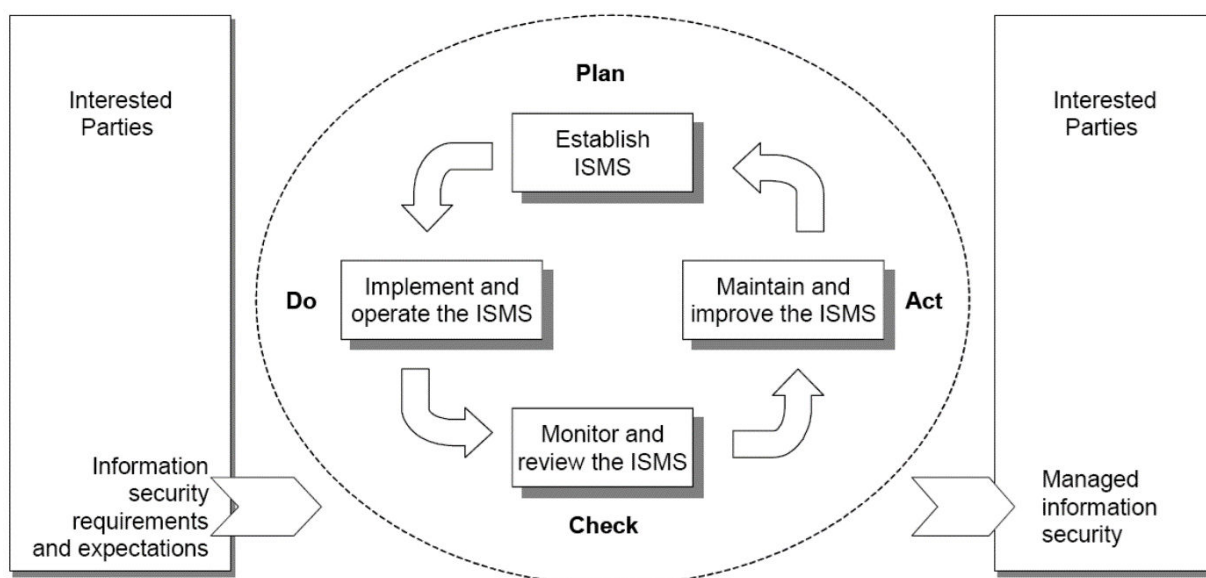 Plan
Interested
Parties
Establish
ISMS
Interested
Parties
Do
Implement and
operate the ISMS
Maintain and
improve the ISMS
Act
Monitor and
review the ISMS
Check
Information
security
requirements
and expectations
Managed
information
security